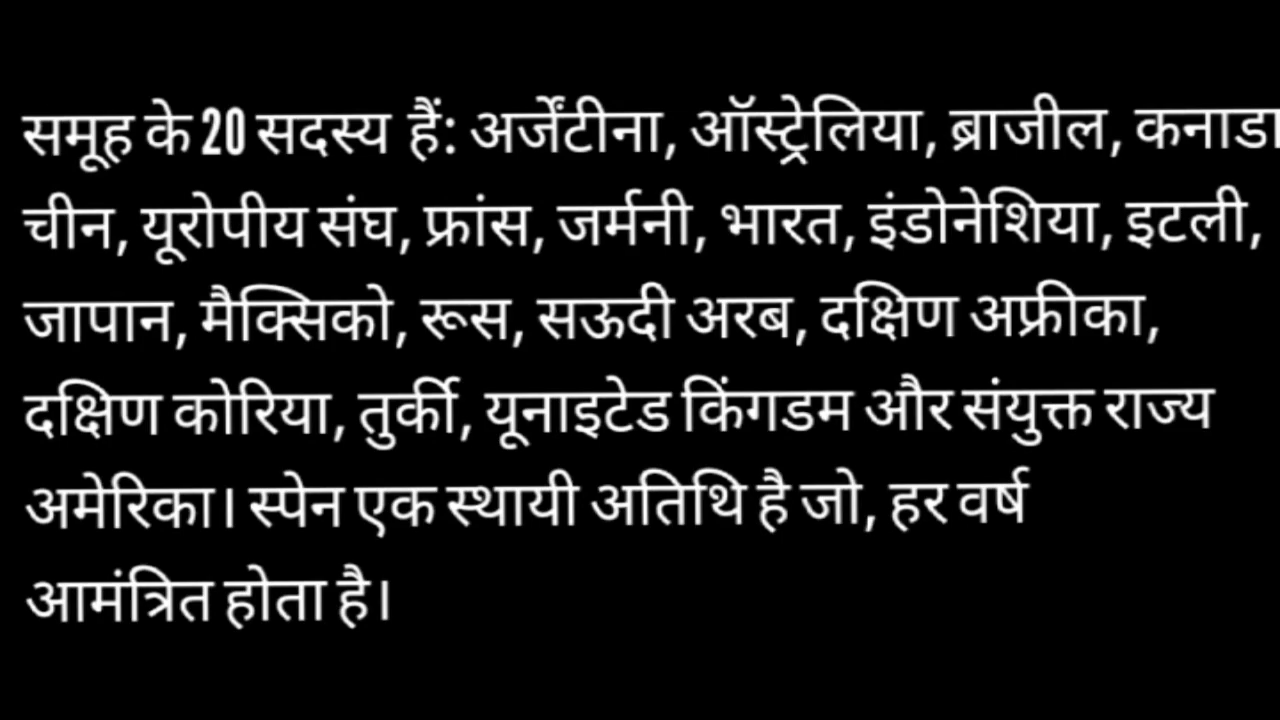 समूह के 20 सदस्य हैं: अर्जेंटीना, ऑस्ट्रेलिया, ब्राजील, कनाडा
चीन, यूरोपीय संघ, फ्रांस, जर्मनी, भारत, इंडोनेशिया, इटली,
जापान, मैक्सिको, रूस, सऊदी अरब, दक्षिण अफ्रीका,
दक्षिण कोरिया, तुर्की, यूनाइटेड किंगडम और संयुक्त राज्य
अमेरिका। स्पेन एक स्थायी अतिथि है जो, हर वर्ष
आमंत्रित होता है।